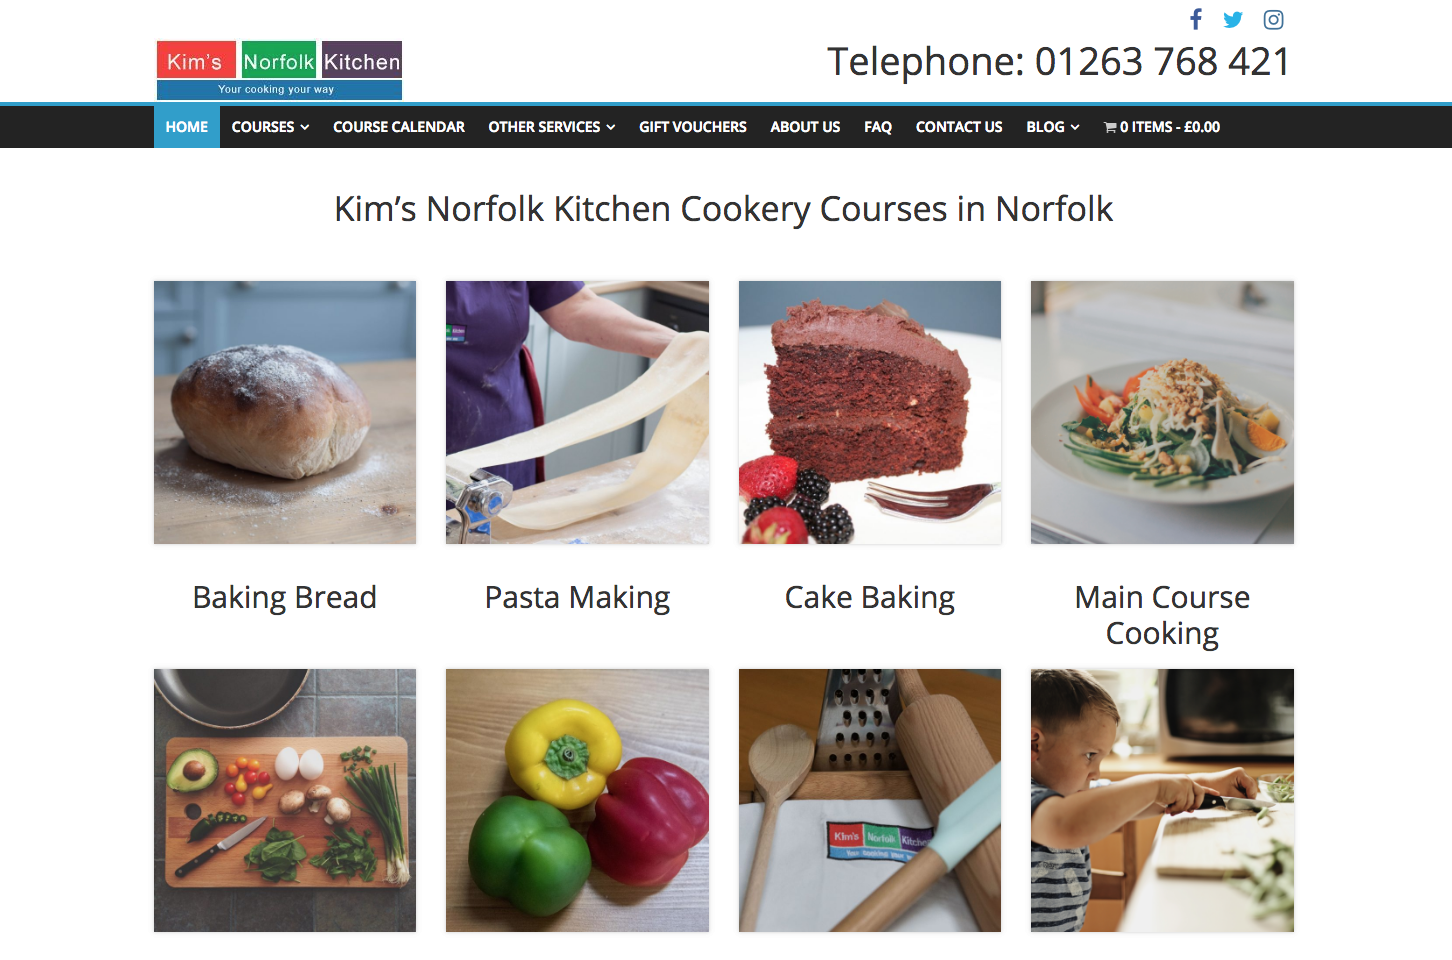 Telephone: 01263 768 421
Kim's Norfolk Kitchen
Your cooking your way
HOME COURSES COURSE CALENDAR OTHER SERVICES GIFT VOUCHERS ABOUT US FAQ CONTACT US BLOG 0 ITEMS - £0.00
Kim’s Norfolk Kitchen Cookery Courses in Norfolk
Baking Bread
Pasta Making
Cake Baking
Main Course
Cooking
Kim's Norfolk Kitche
Your cooking your w